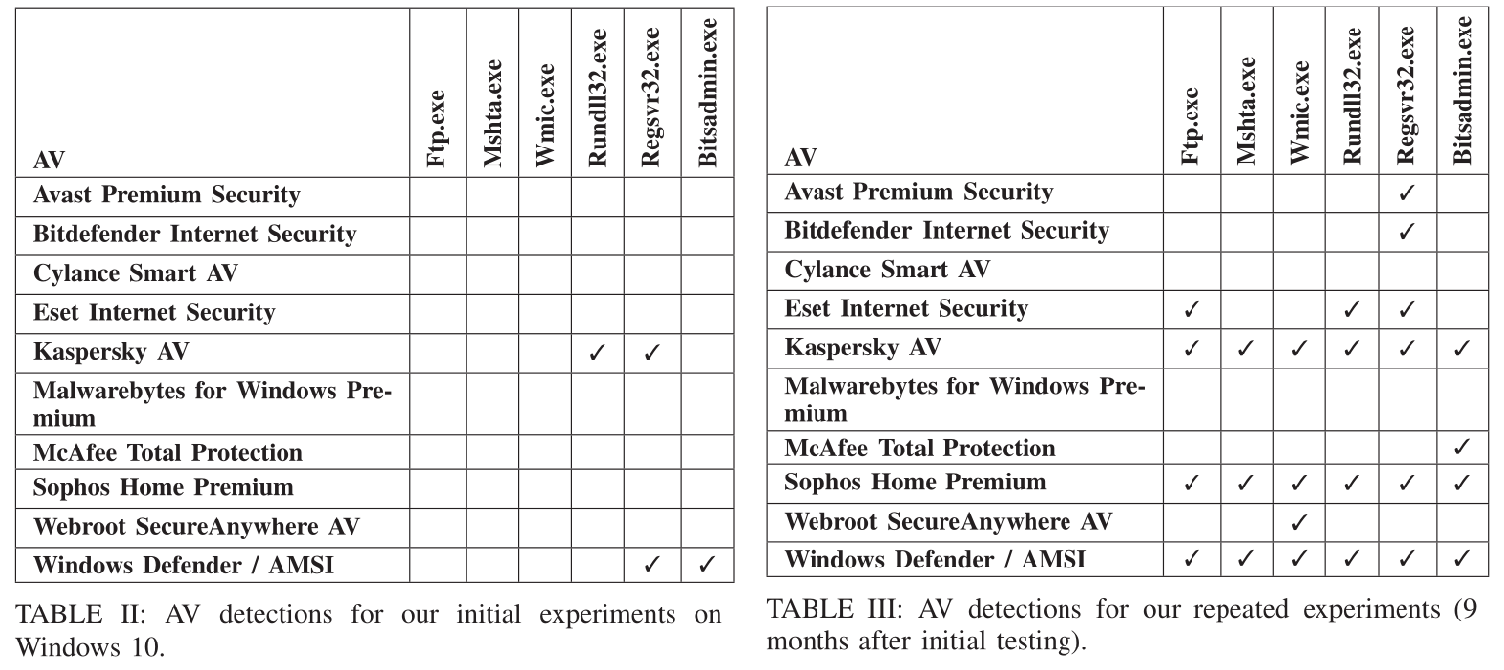 AV Ftp.exe Mshta.exe Wmic.exe Rundll32.exe Regsvr32.exe Bitsadmin.exe
Avast Premium Security
Bitdefender Internet Security
Cylance Smart AV
Eset Internet Security
Kaspersky AV ✓ ✓
Malwarebytes for Windows Pre-
mium
McAfee Total Protection
Sophos Home Premium
Webroot SecureAnywhere AV
Windows Defender / AMSI ✓ ✓
TABLE II: AV detections for our initial experiments on
Windows 10.
AV Ftp.exe Mshta.exe Wmic.exe Rundll32.exe Regsvr32.exe Bitsadmin.exe
Avast Premium Security ✓
Bitdefender Internet Security ✓
Cylance Smart AV
Eset Internet Security ✓ ✓ ✓
Kaspersky AV ✓ ✓ ✓ ✓ ✓ ✓
Malwarebytes for Windows Pre-
mium
McAfee Total Protection ✓
Sophos Home Premium ✓ ✓ ✓ ✓ ✓ ✓
Webroot SecureAnywhere AV ✓
Windows Defender / AMSI ✓ ✓ ✓ ✓ ✓ ✓
TABLE III: AV detections for our repeated experiments (9
months after initial testing).